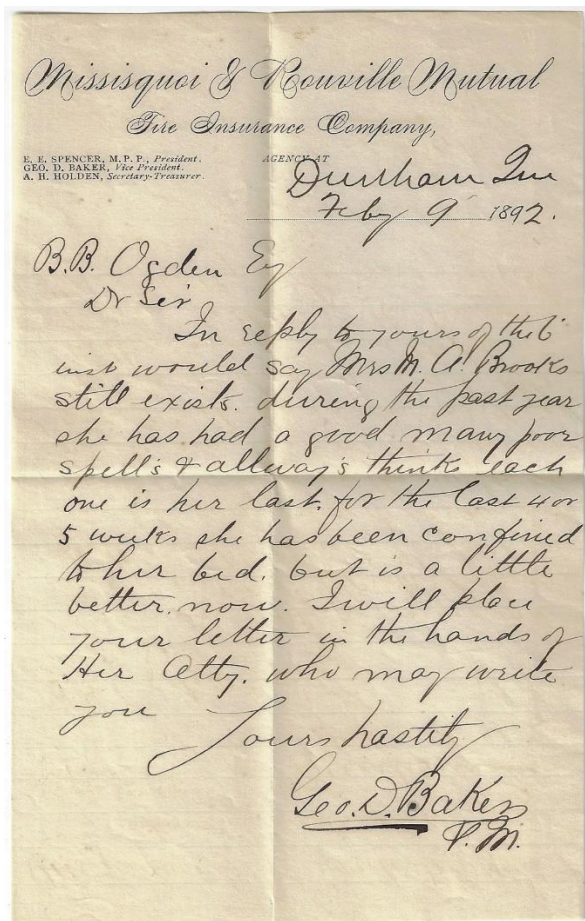 Missisquoi & Rouville Mutual
Fire Insurance Company,
E. E. SPENCER, M. P. P., President.
GEO. D. BAKER, Vice President.
A. H. HOLDEN, Secretary-Treasurer.
AGENCY AT
Durham Que
Feby 9 1892.
B.B. Ogden Esq
Dr Sir
In reply to yours of the 6
inst would say Mrs M. A. Brooks
still exists. during the past year
she has had a good many poor
spell's & allway's thinks each
one is her last. for the last 4 or
5 weeks she has been confined
to her bed. but is a little
better. now. I will place
your letter in the hands of
Her Atty. who may write
you
Yours hastily
Geo. D. Baker
P.M.